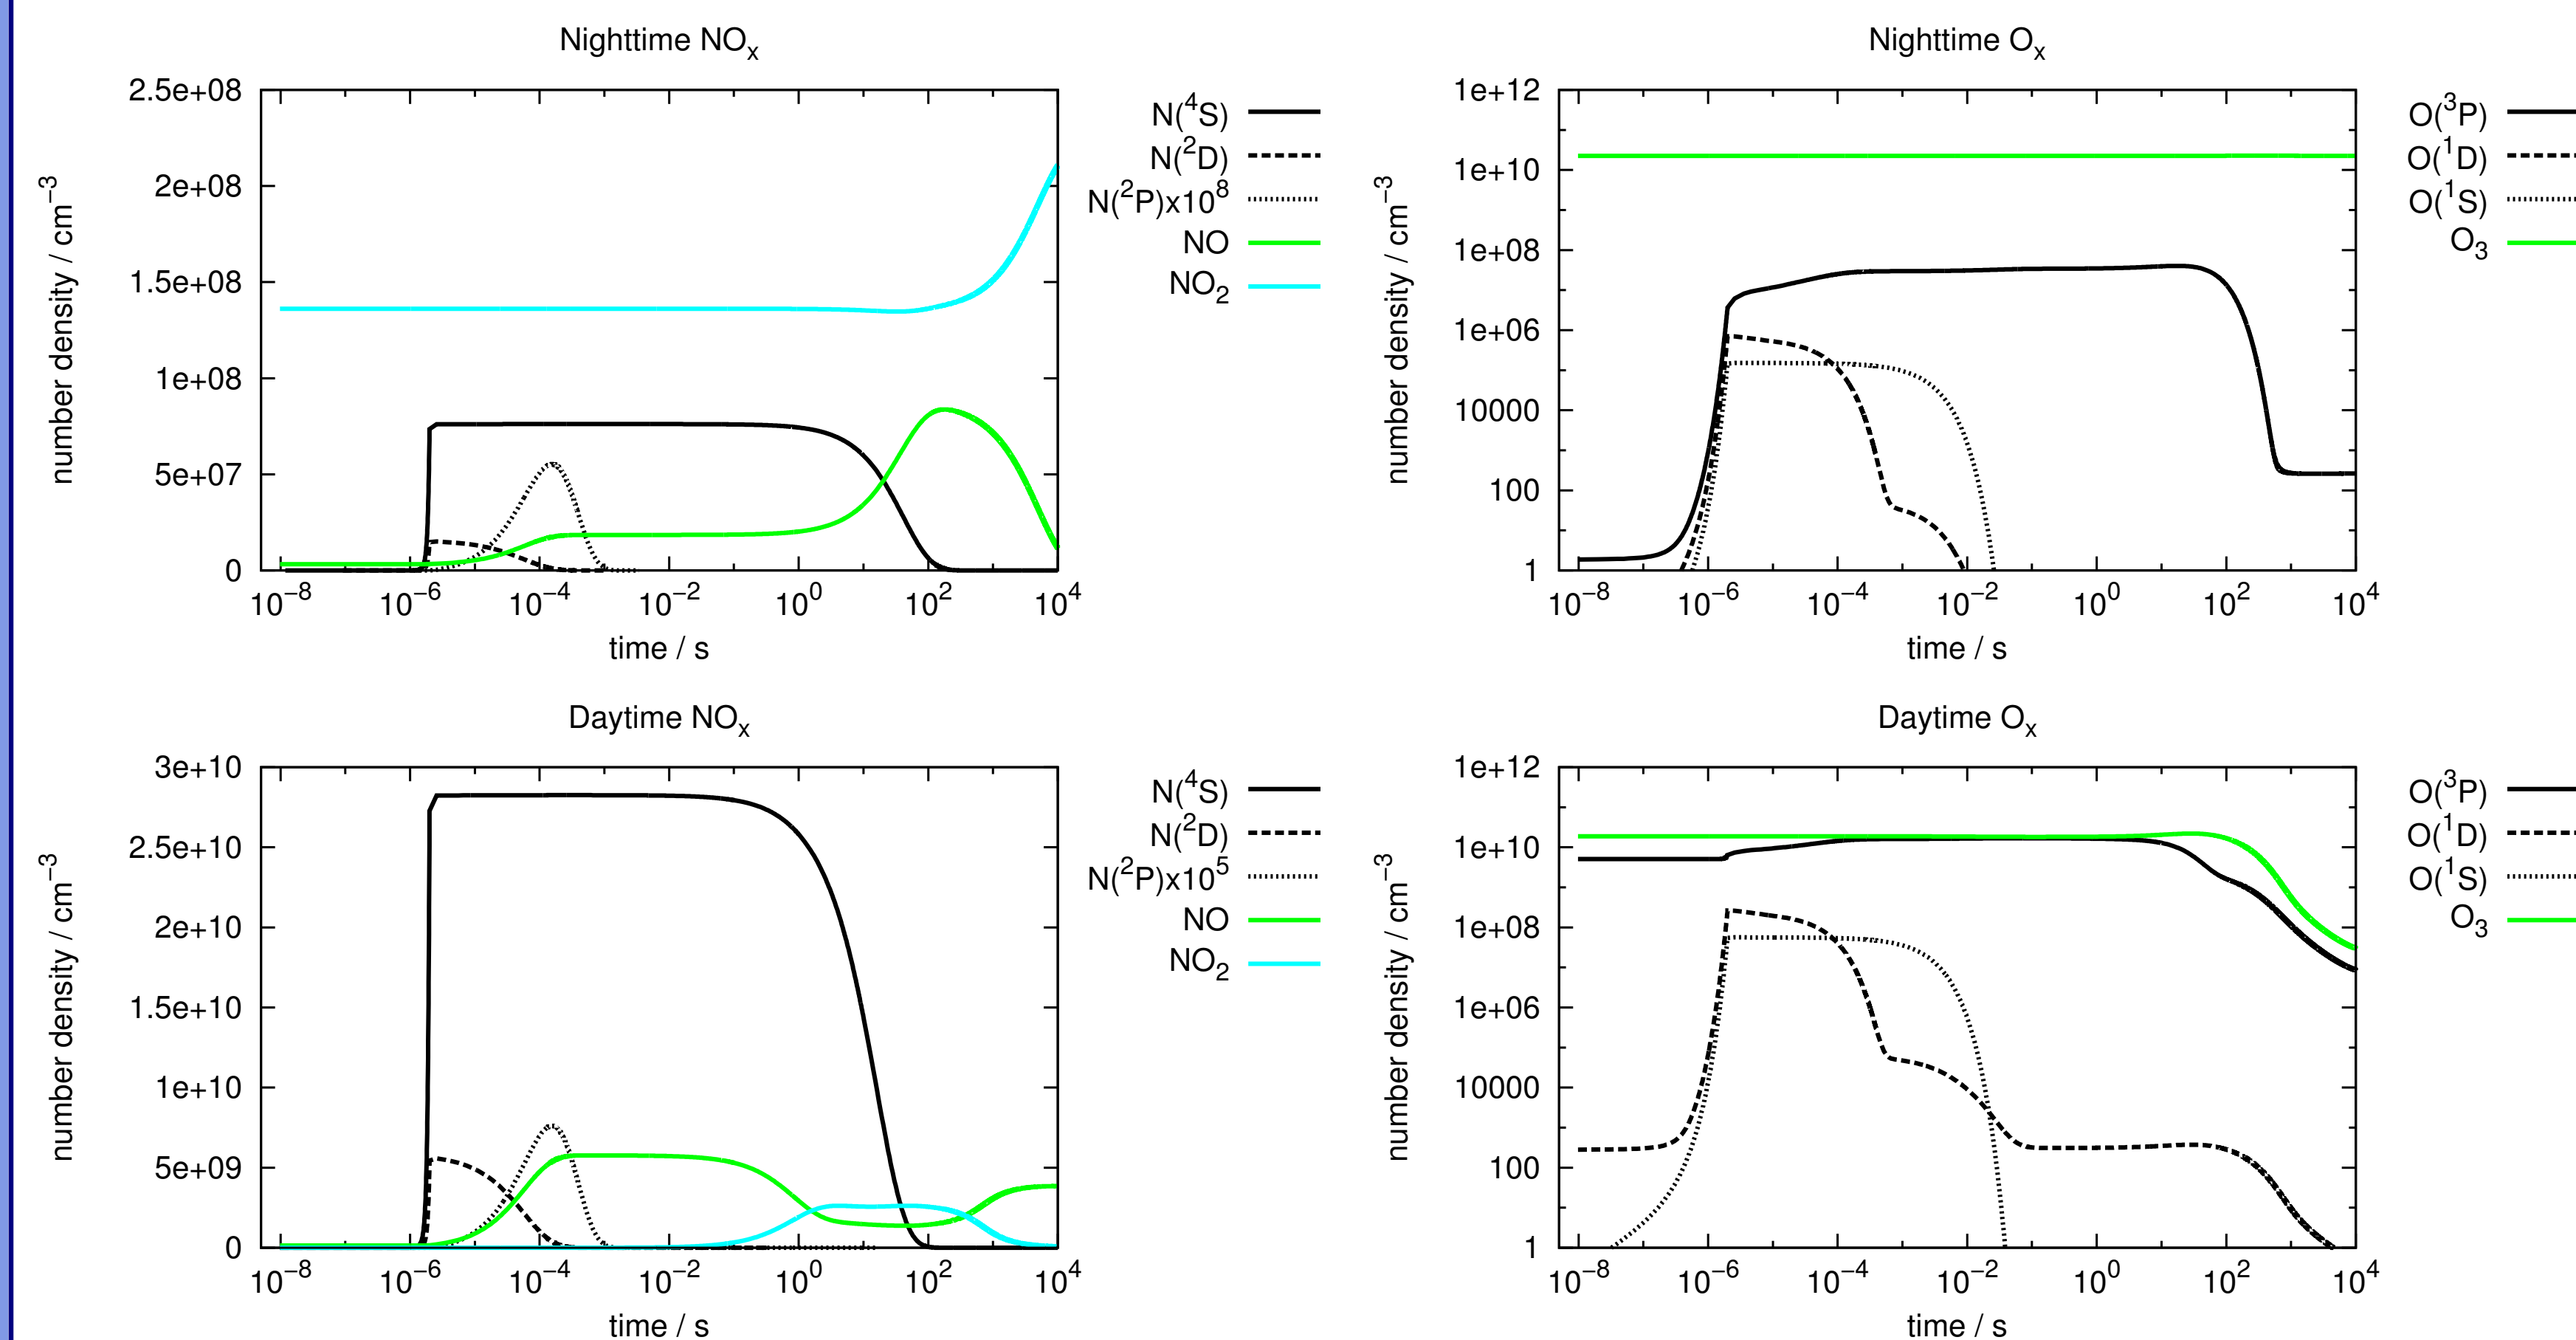 Nighttime NOx
2.5e+08
2e+08
1.5e+08
1e+08
5e+07
0
number density / cm−3
10−8 10−6 10−4 10−2 100 102 104
time / s
N(4S)
N(2D)
N(2P)x108
NO
NO2
Nighttime Ox
1e+12
1e+10
1e+08
1e+06
10000
100
1
number density / cm−3
10−8 10−6 10−4 10−2 100 102 104
time / s
O(3P)
O(1D)
O(1S)
O3
Daytime NOx
3e+10
2.5e+10
2e+10
1.5e+10
1e+10
5e+09
0
number density / cm−3
10−8 10−6 10−4 10−2 100 102 104
time / s
N(4S)
N(2D)
N(2P)x105
NO
NO2
Daytime Ox
1e+12
1e+10
1e+08
1e+06
10000
100
1
number density / cm−3
10−8 10−6 10−4 10−2 100 102 104
time / s
O(3P)
O(1D)
O(1S)
O3